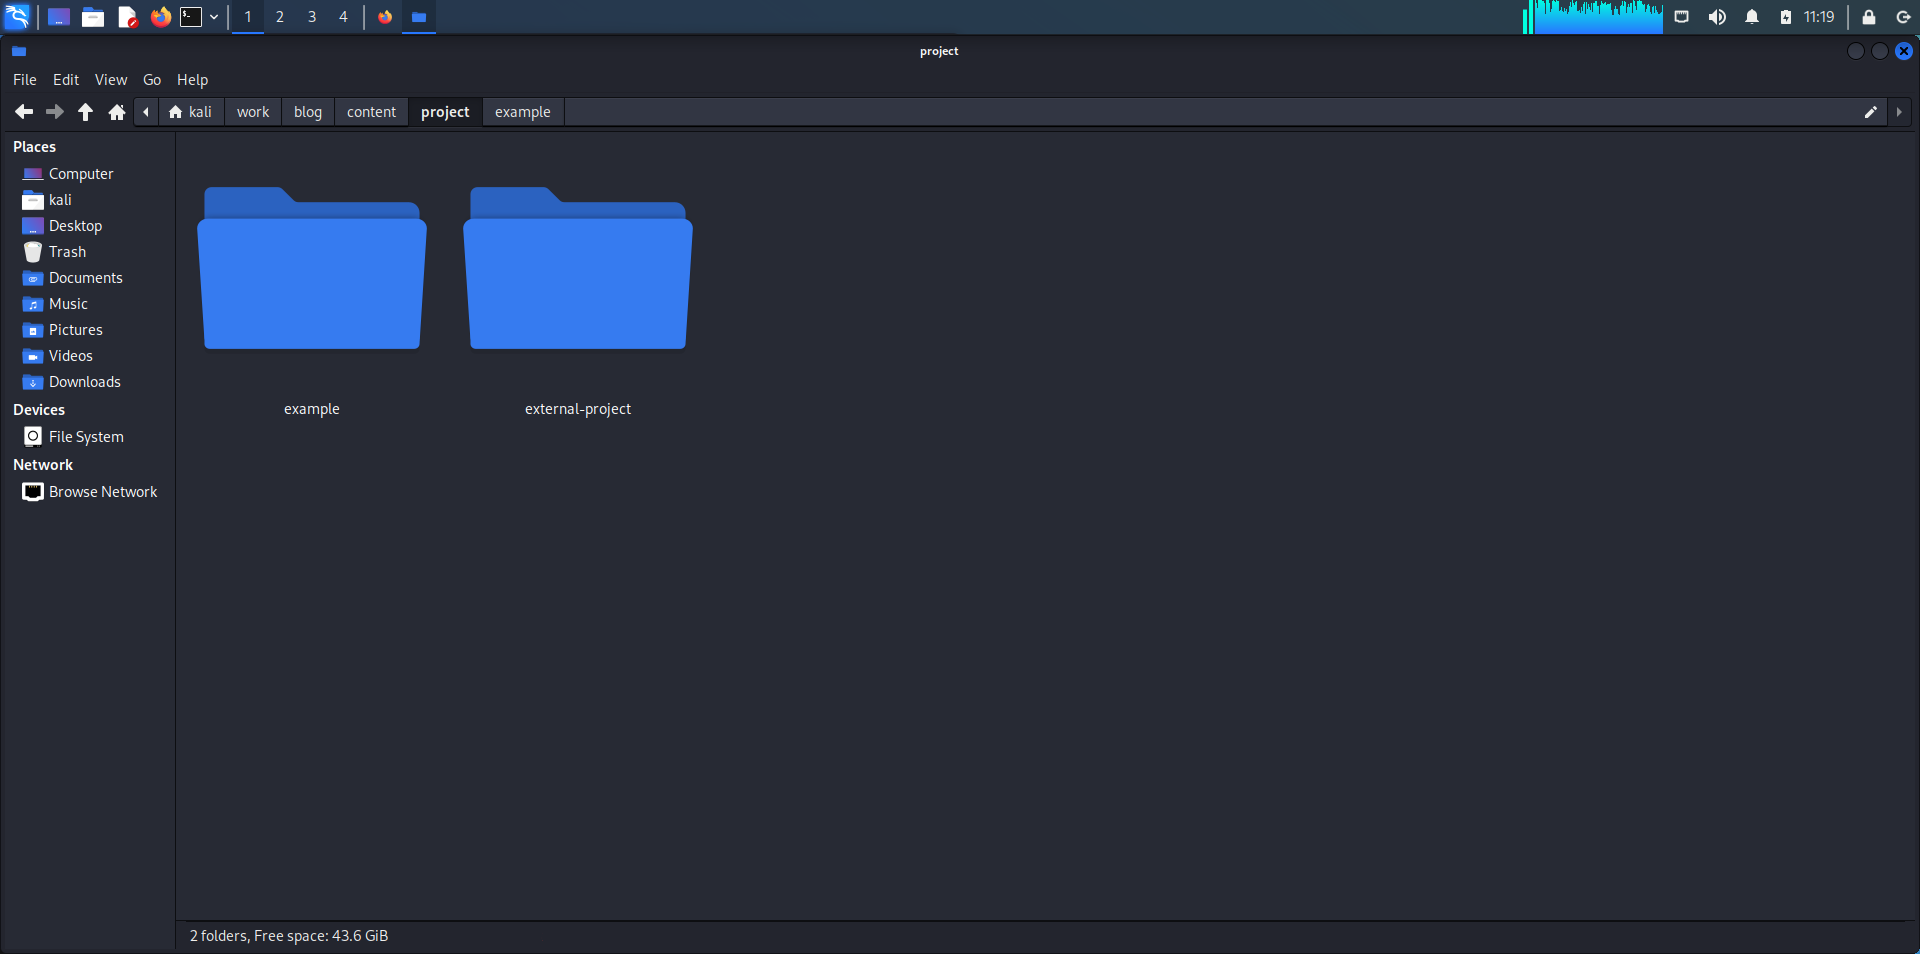 1 2 3 4 11:19
project
File Edit View Go Help
kali work blog content project example
Places
Computer
kali
Desktop
Trash
Documents
Music
Pictures
Videos
Downloads
Devices
File System
Network
Browse Network
example external-project
2 folders, Free space: 43.6 GiB